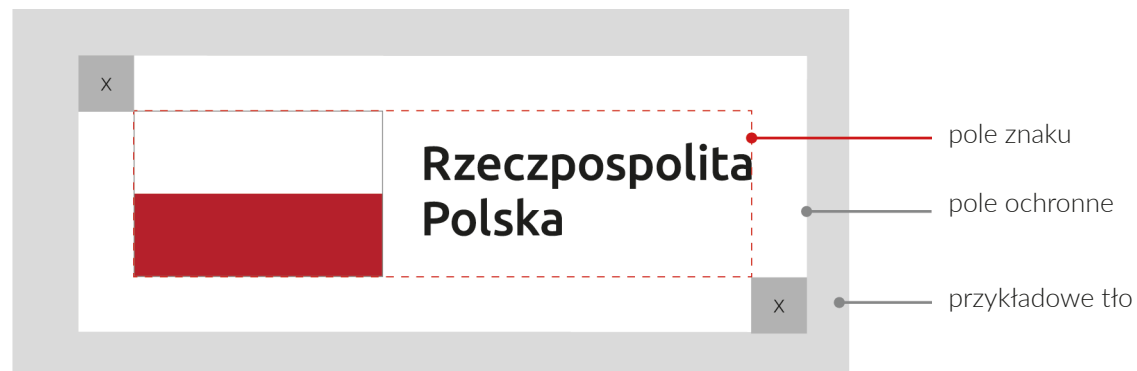 X
pole znaku
Rzeczpospolita
Polska
pole ochronne
przykładowe tło
X